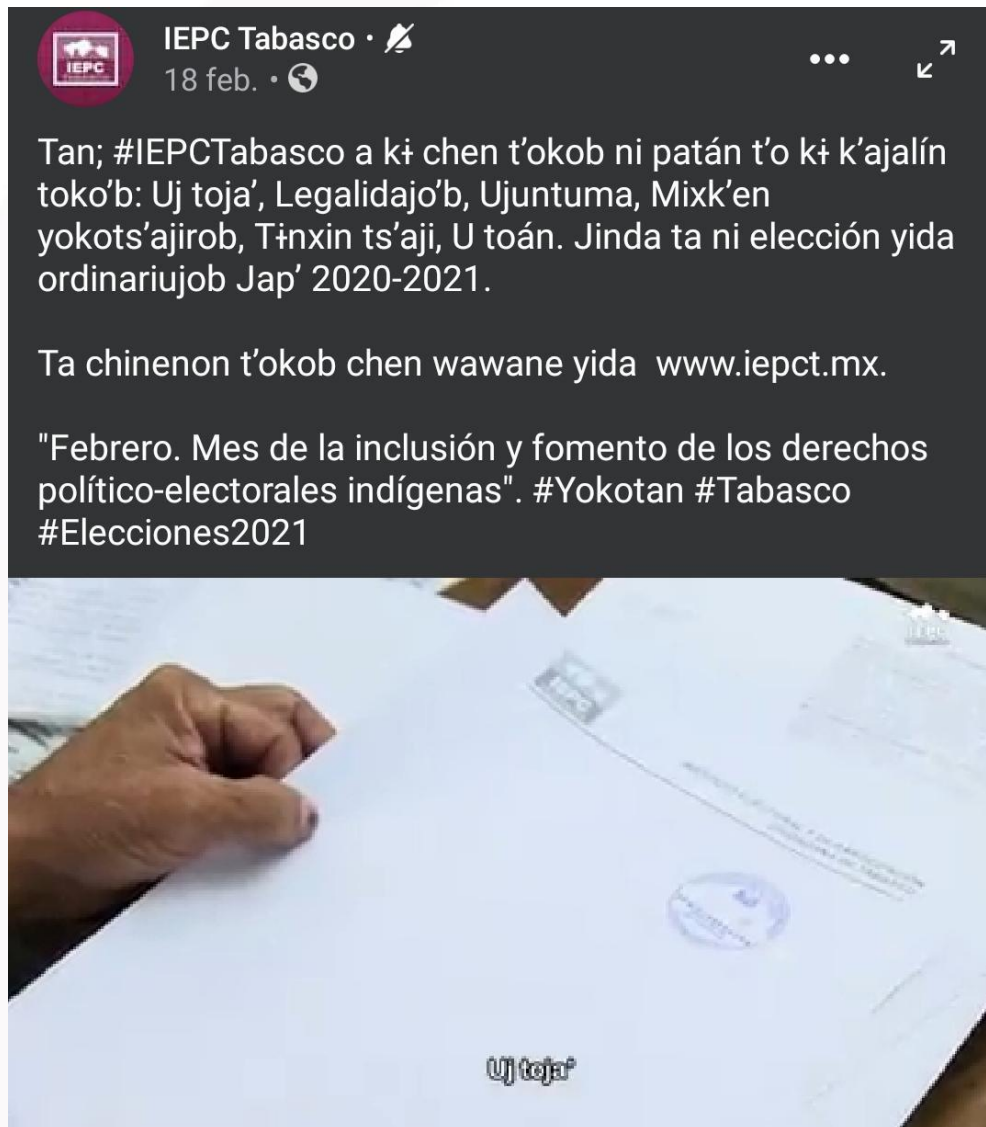 IEPC Tabasco ·
IEPC
18 feb. ·
Tan; #IEPCTabasco a kɨ chen t’okob ni patán t’o kɨ k’ajalín
toko’b: Uj toja’, Legalidajo’b, Ujuntuma, Mixk’en
yokots’ajirob, Tɨnxin ts’aji, U toán. Jinda ta ni elección yida
ordinariujob Jap’ 2020-2021.
Ta chinenon t’okob chen wawane yida www.iepct.mx.
"Febrero. Mes de la inclusión y fomento de los derechos
político-electorales indígenas". #Yokotan #Tabasco
#Elecciones2021
IEPC
IEPC
Uj toja’